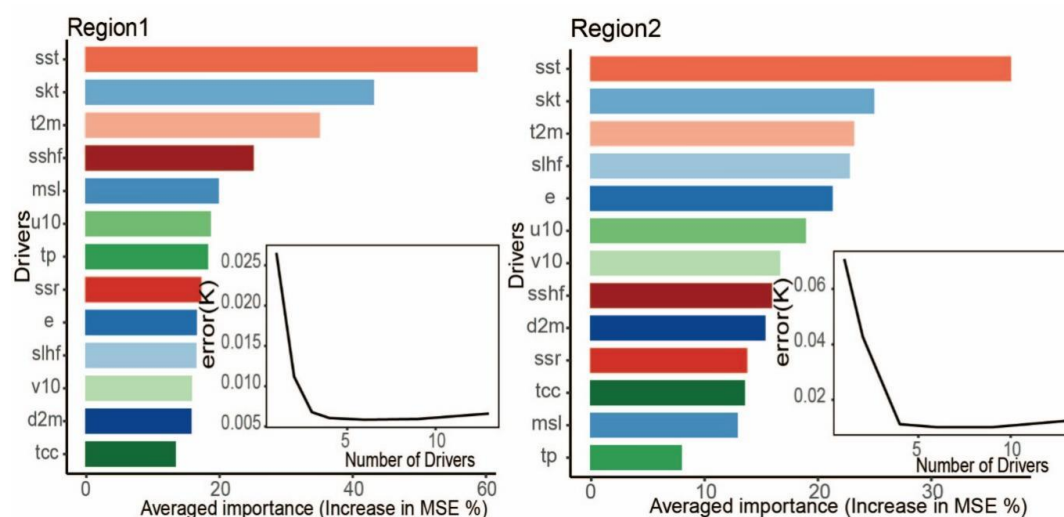 Region1
sst
skt
t2m
sshf
msl
u10
tp
ssr
e
slhf
v10
d2m
tcc
Drivers
0 20 40 60
Averaged importance (Increase in MSE %)
error(K)
0.025
0.020
0.015
0.010
0.005
5 10
Number of Drivers
Region2
sst
skt
t2m
slhf
e
u10
v10
sshf
d2m
ssr
tcc
msl
tp
Drivers
0 10 20 30
Averaged importance (Increase in MSE %)
error(K)
0.06
0.04
0.02
5 10
Number of Drivers